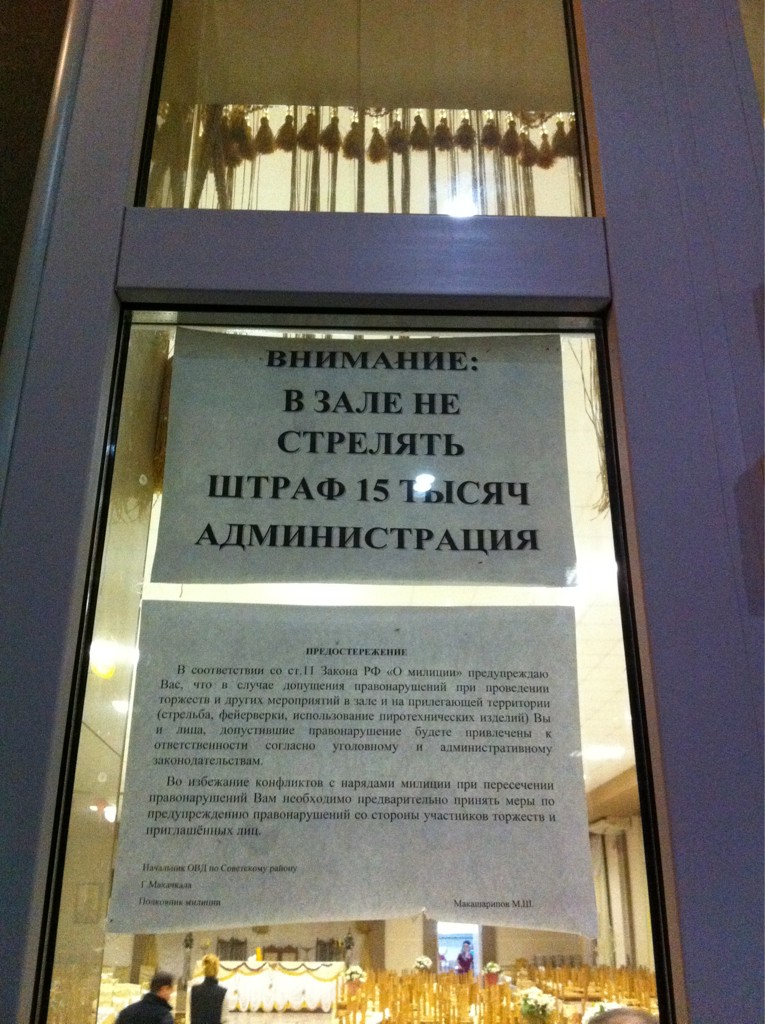 ВНИМАНИЕ:
В ЗАЛЕ НЕ
СТРЕЛЯТЬ
ШТРАФ 15 ТЫСЯЧ
АДМИНИСТРАЦИЯ
ПРЕДОСТЕРЕЖЕНИЕ
В соответствии со ст.11 Закона РФ «О милиции» предупреждаю
Вас, что в случае допущения правонарушений при проведении
торжеств и других мероприятий в зале и на прилегающей территории
(стрельба, фейерверки, использование пиротехнических изделий) Вы
и лица, допустившие правонарушение будете привлечены к
ответственности согласно уголовному и административному
законодательствам.
Во избежание конфликтов с нарядами милиции при пересечении
правонарушений Вам необходимо предварительно принять меры по
предупреждению правонарушений со стороны участников торжеств и
приглашённых лиц.
Начальник ОВД по Советскому району
Г.Махачкала
Полковник милиции Макашарипов М.Ш.